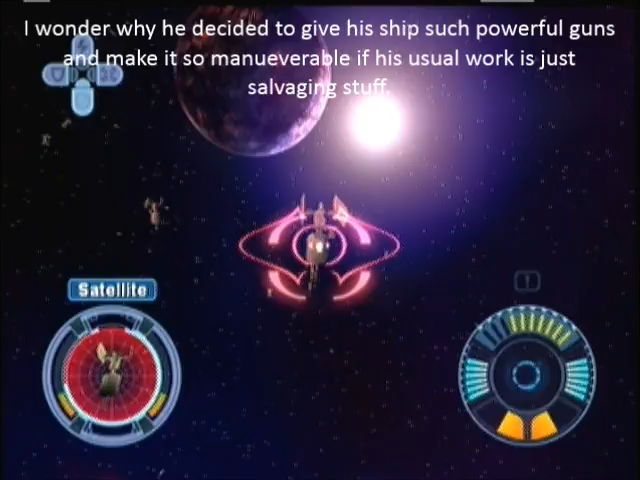 I wonder why he decided to give his ship such powerful guns
and make it so manueverable if his usual work is just
salvaging stuff.
Satellite